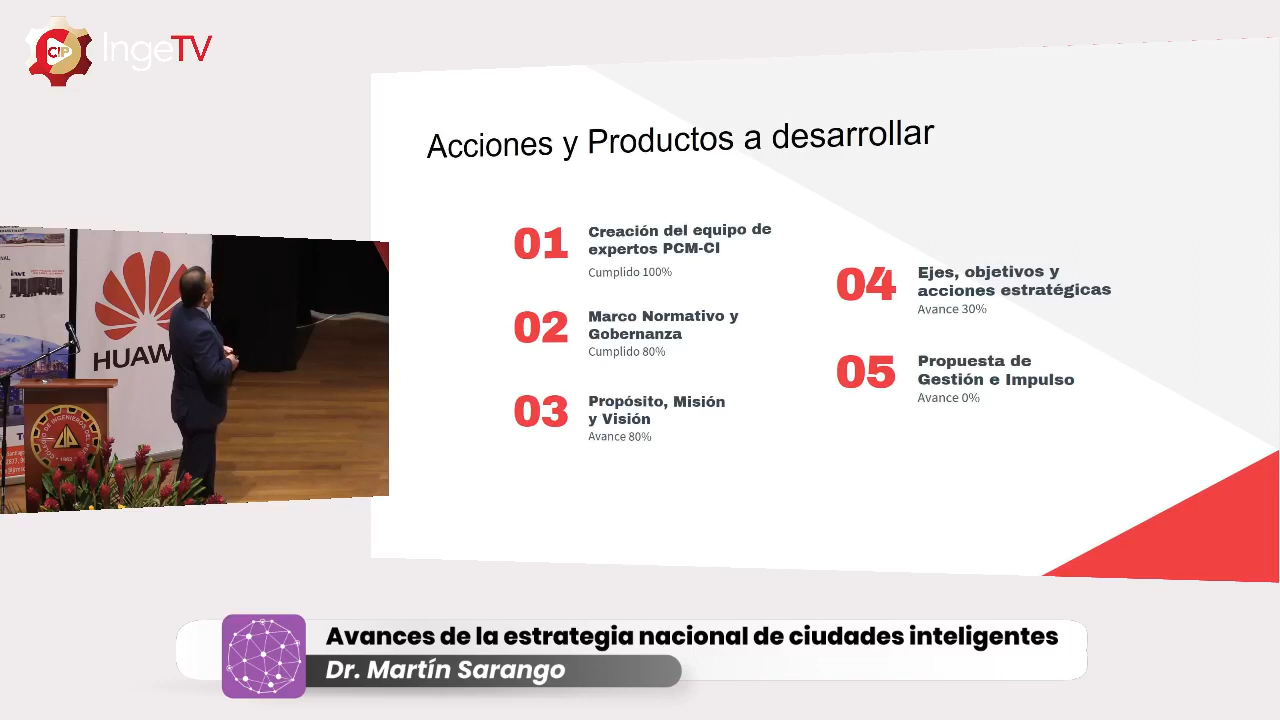 CIP IngeTV
Acciones y Productos a desarrollar
01
Creación del equipo de
expertos PCM-CI
Cumplido 100%
02
Marco Normativo y
Gobernanza
Cumplido 80%
03
Propósito, Misión
y Visión
Avance 80%
04
Ejes, objetivos y
acciones estratégicas
Avance 30%
05
Propuesta de
Gestión e Impulso
Avance 0%
HUAW
Avances de la estrategia nacional de ciudades inteligentes
Dr. Martín Sarango